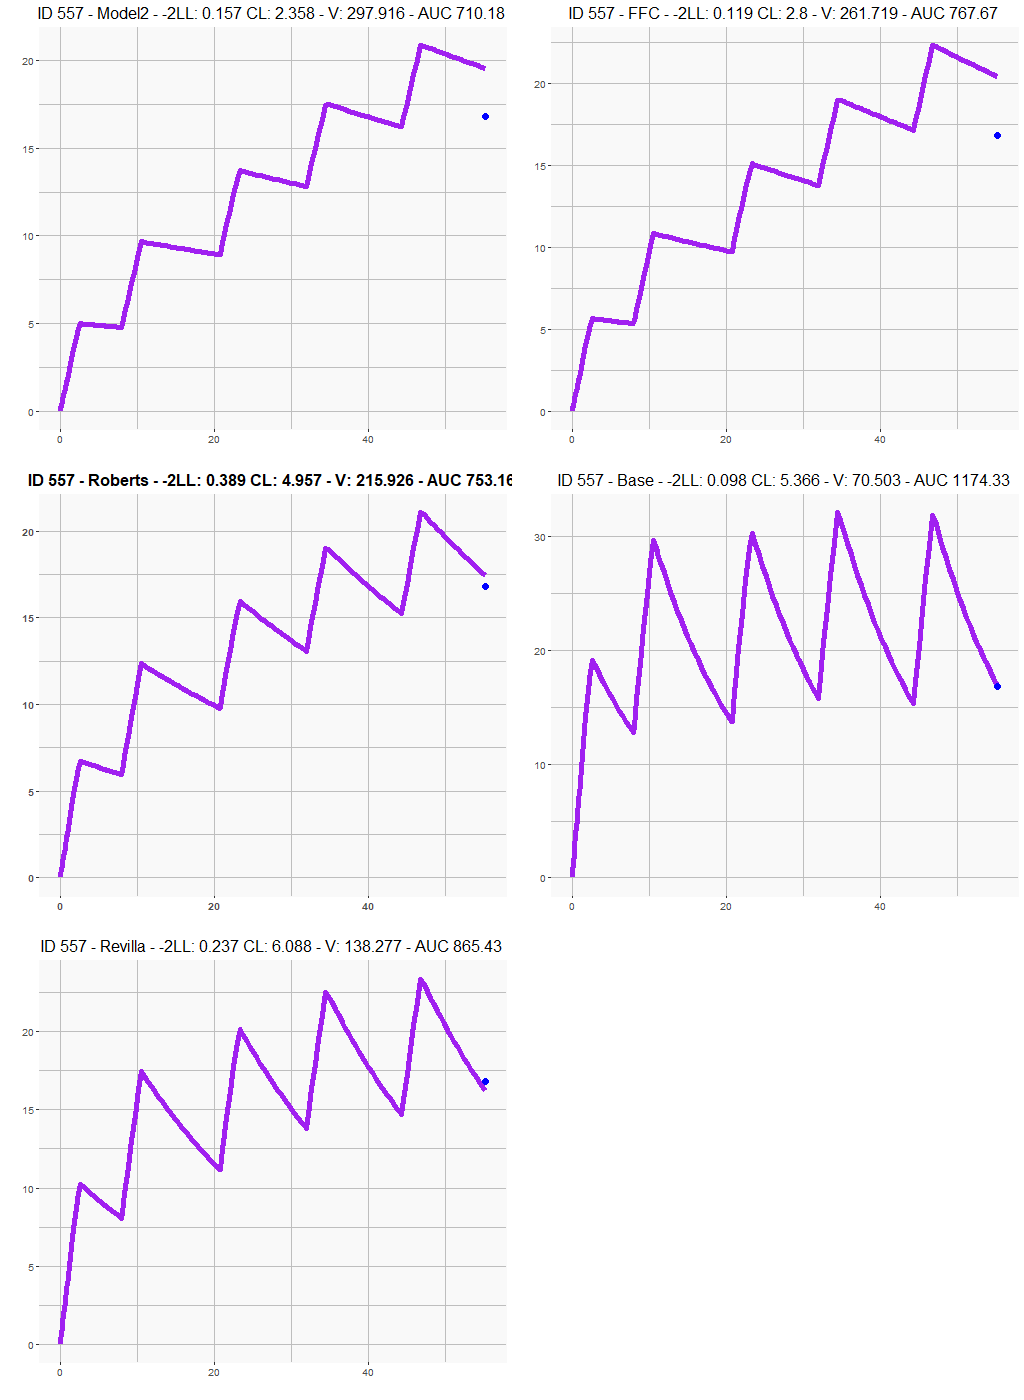 ID 557 - Model2 - -2LL: 0.157 CL: 2.358 - V: 297.916 - AUC 710.18
20
15
10
5
0
0 20 40
ID 557 - FFC - -2LL: 0.119 CL: 2.8 - V: 261.719 - AUC 767.67
20
15
10
5
0
0 20 40
ID 557 - Roberts - -2LL: 0.389 CL: 4.957 - V: 215.926 - AUC 753.16
20
15
10
5
0
0 20 40
ID 557 - Base - -2LL: 0.098 CL: 5.366 - V: 70.503 - AUC 1174.33
30
20
10
0
0 20 40
ID 557 - Revilla - -2LL: 0.237 CL: 6.088 - V: 138.277 - AUC 865.43
20
15
10
5
0
0 20 40